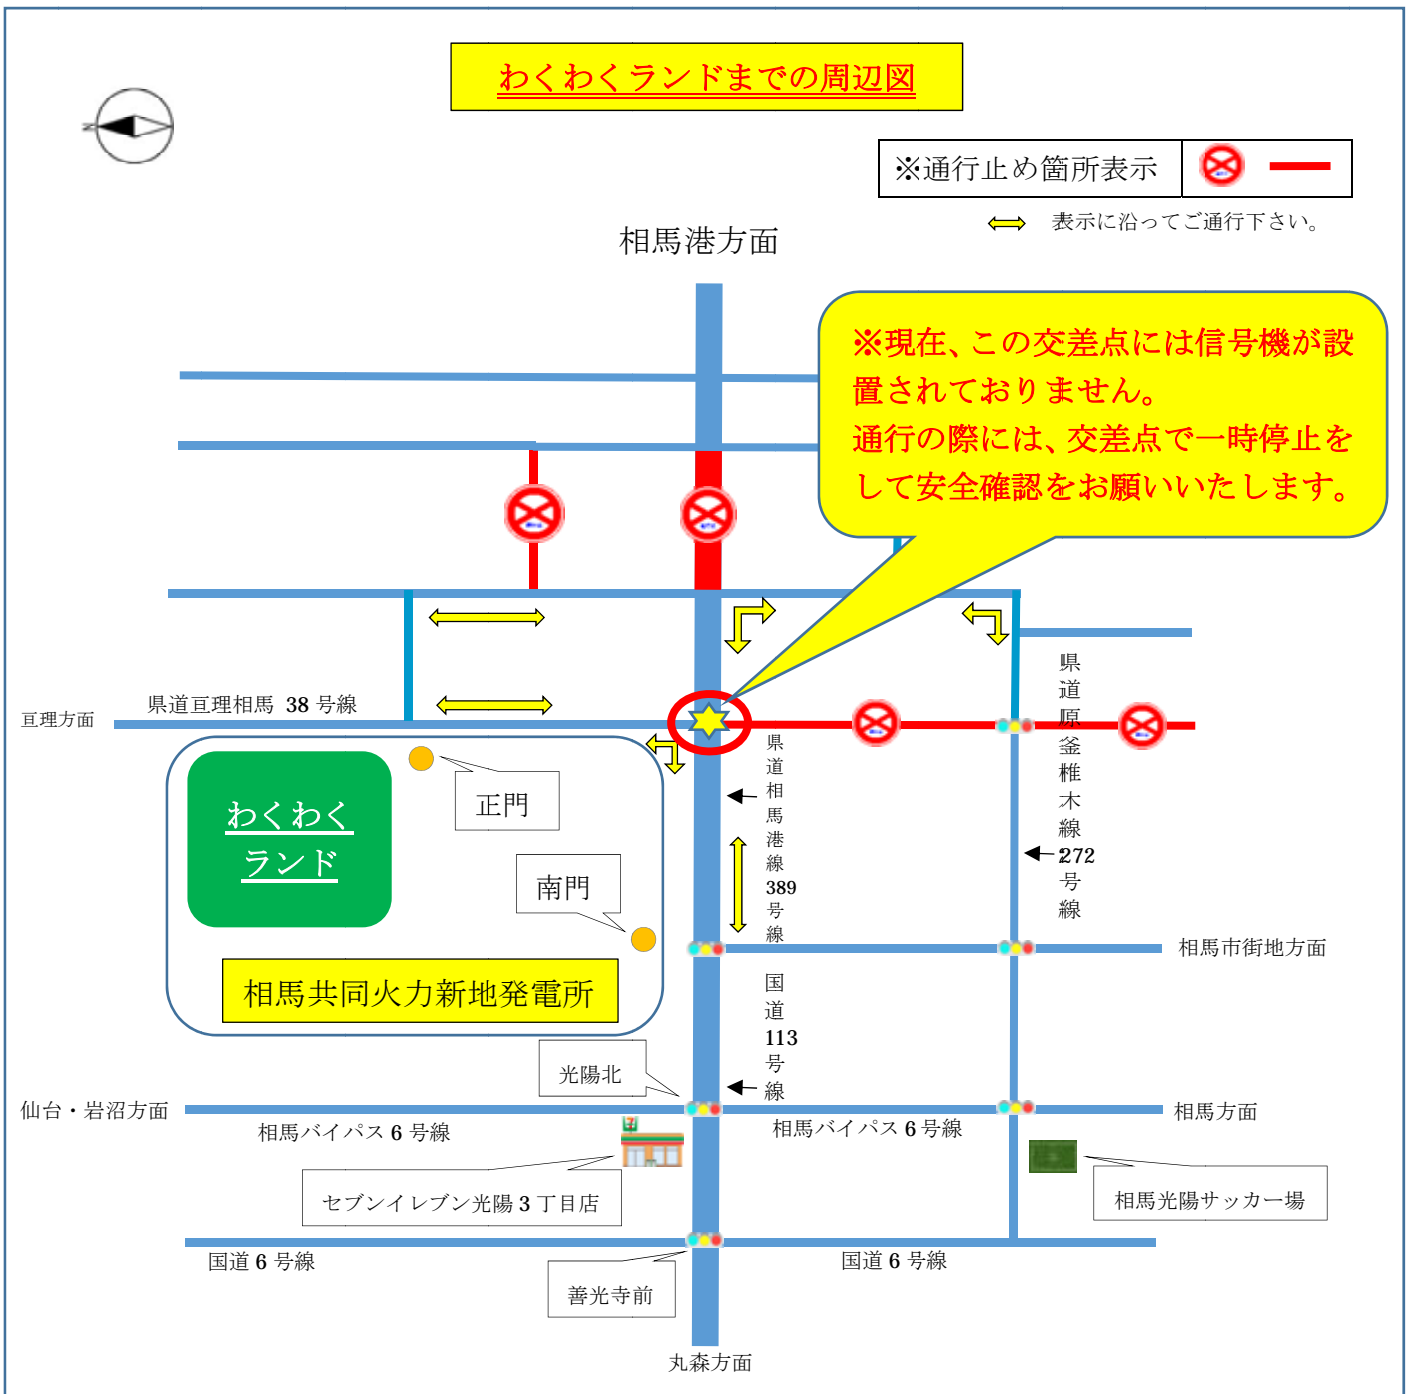 わくわくランドまでの周辺図
N
※通行止め箇所表示
表示に沿ってご通行下さい。
相馬港方面
※現在、この交差点には信号機が設
置されておりません。
通行の際には、交差点で一時停止を
して安全確認をお願いいたします。
県道亘理相馬 38 号線
亘理方面
県道原釜椎木線272号線
県道相馬港線389号線
正門
わくわく
ランド
南門
相馬共同火力新地発電所
相馬市街地方面
国道113号線
光陽北
仙台・岩沼方面
相馬バイパス 6 号線
相馬バイパス 6 号線
相馬方面
7
セブンイレブン光陽 3 丁目店
相馬光陽サッカー場
国道 6 号線
国道 6 号線
善光寺前
丸森方面